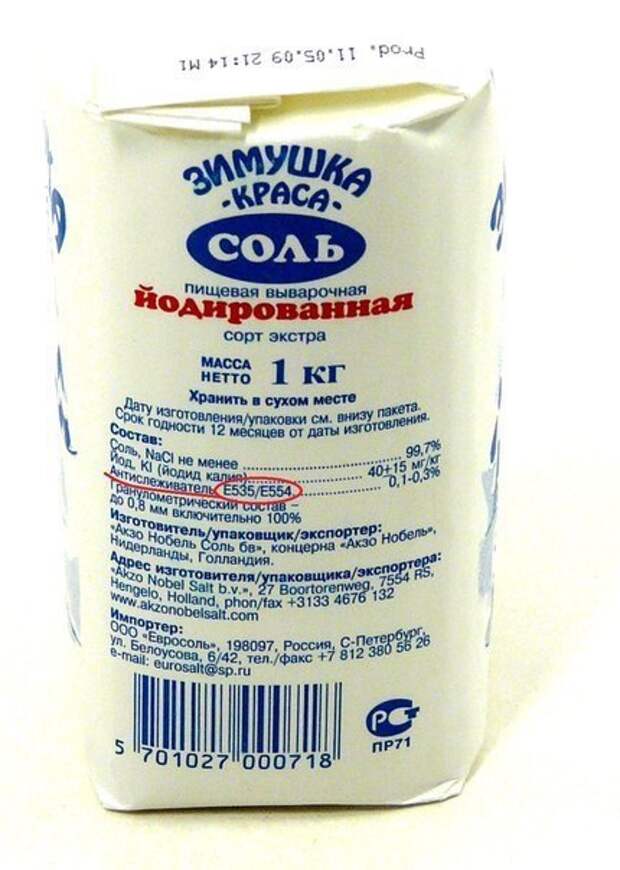 Prod. 11.05.09 21:14 M1
ЗИМУШКА
-КРАСА-
СОЛЬ
пищевая выварочная
йодированная
сорт экстра
МАССА НЕТТО 1 КГ
Хранить в сухом месте
Дату изготовления/упаковки см. внизу пакета.
Срок годности 12 месяцев от даты изготовления.
Состав:
Соль, NaCl не менее .......... 99,7%
Йод, KI (йодид калия) .......... 40+15 мг/кг
Антислеживатель E535/E554 .......... 0,1-0,3%
Гранулометрический состав –
до 0,8 мм включительно 100%
Изготовитель/упаковщик/экспортер:
«Акзо Нобель Соль бв», концерна «Акзо Нобель»,
Нидерланды, Голландия.
Адрес изготовителя/упаковщика/экспортера:
"Akzo Nobel Salt b.v.», 27 Boortorenweg, 7554 RS,
Hengelo, Holland, phon/fax +3133 4676 132
www.akzonobelsalt.com
Импортер:
ООО «Евросоль», 198097, Россия, С-Петербург,
ул. Белоусова, 6/42, тел./факс +7 812 380 56 26
e-mail: eurosalt@sp.ru
5 701027 000718
РСТ
ПР71